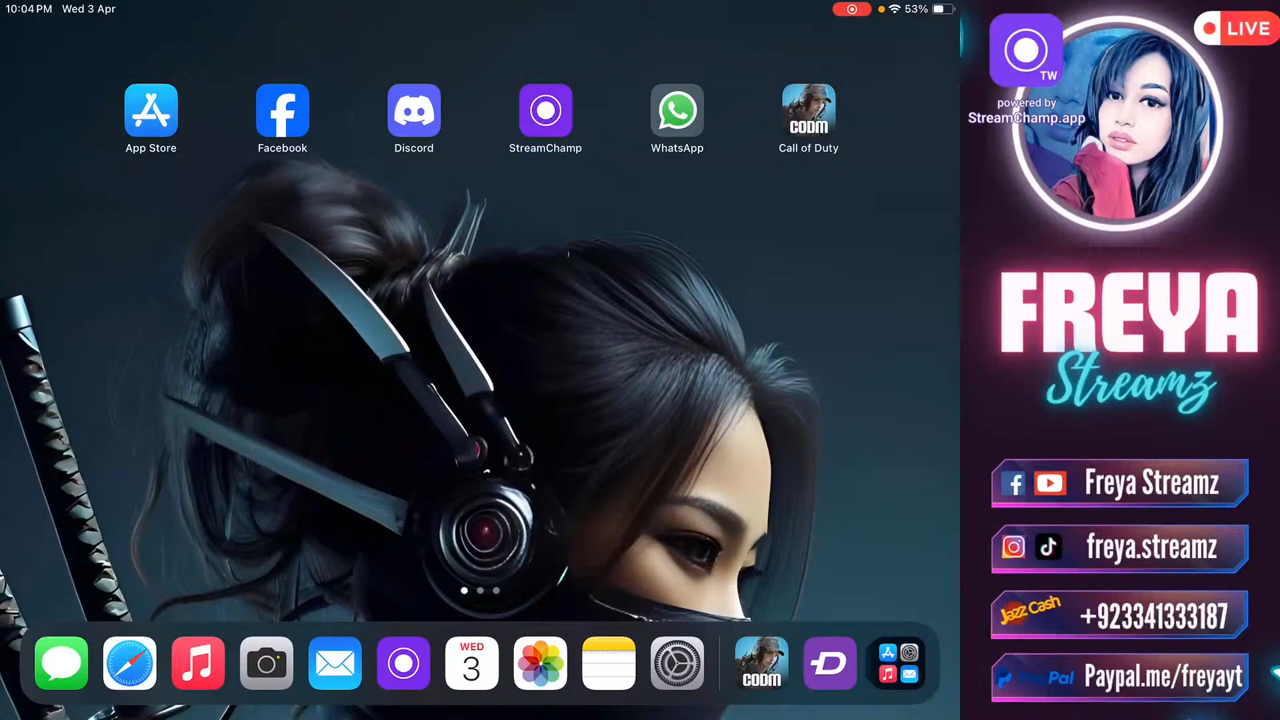 10:04 PM Wed 3 Apr
53%
App Store
Facebook
Discord
StreamChamp
WhatsApp
CODM
Call of Duty
WED
3
CODM
LIVE
TW
powered by
StreamChamp.app
FREYA
Streamz
Freya Streamz
freya.streamz
Jazz Cash
+923341333187
PayPal
Paypal.me/freyayt